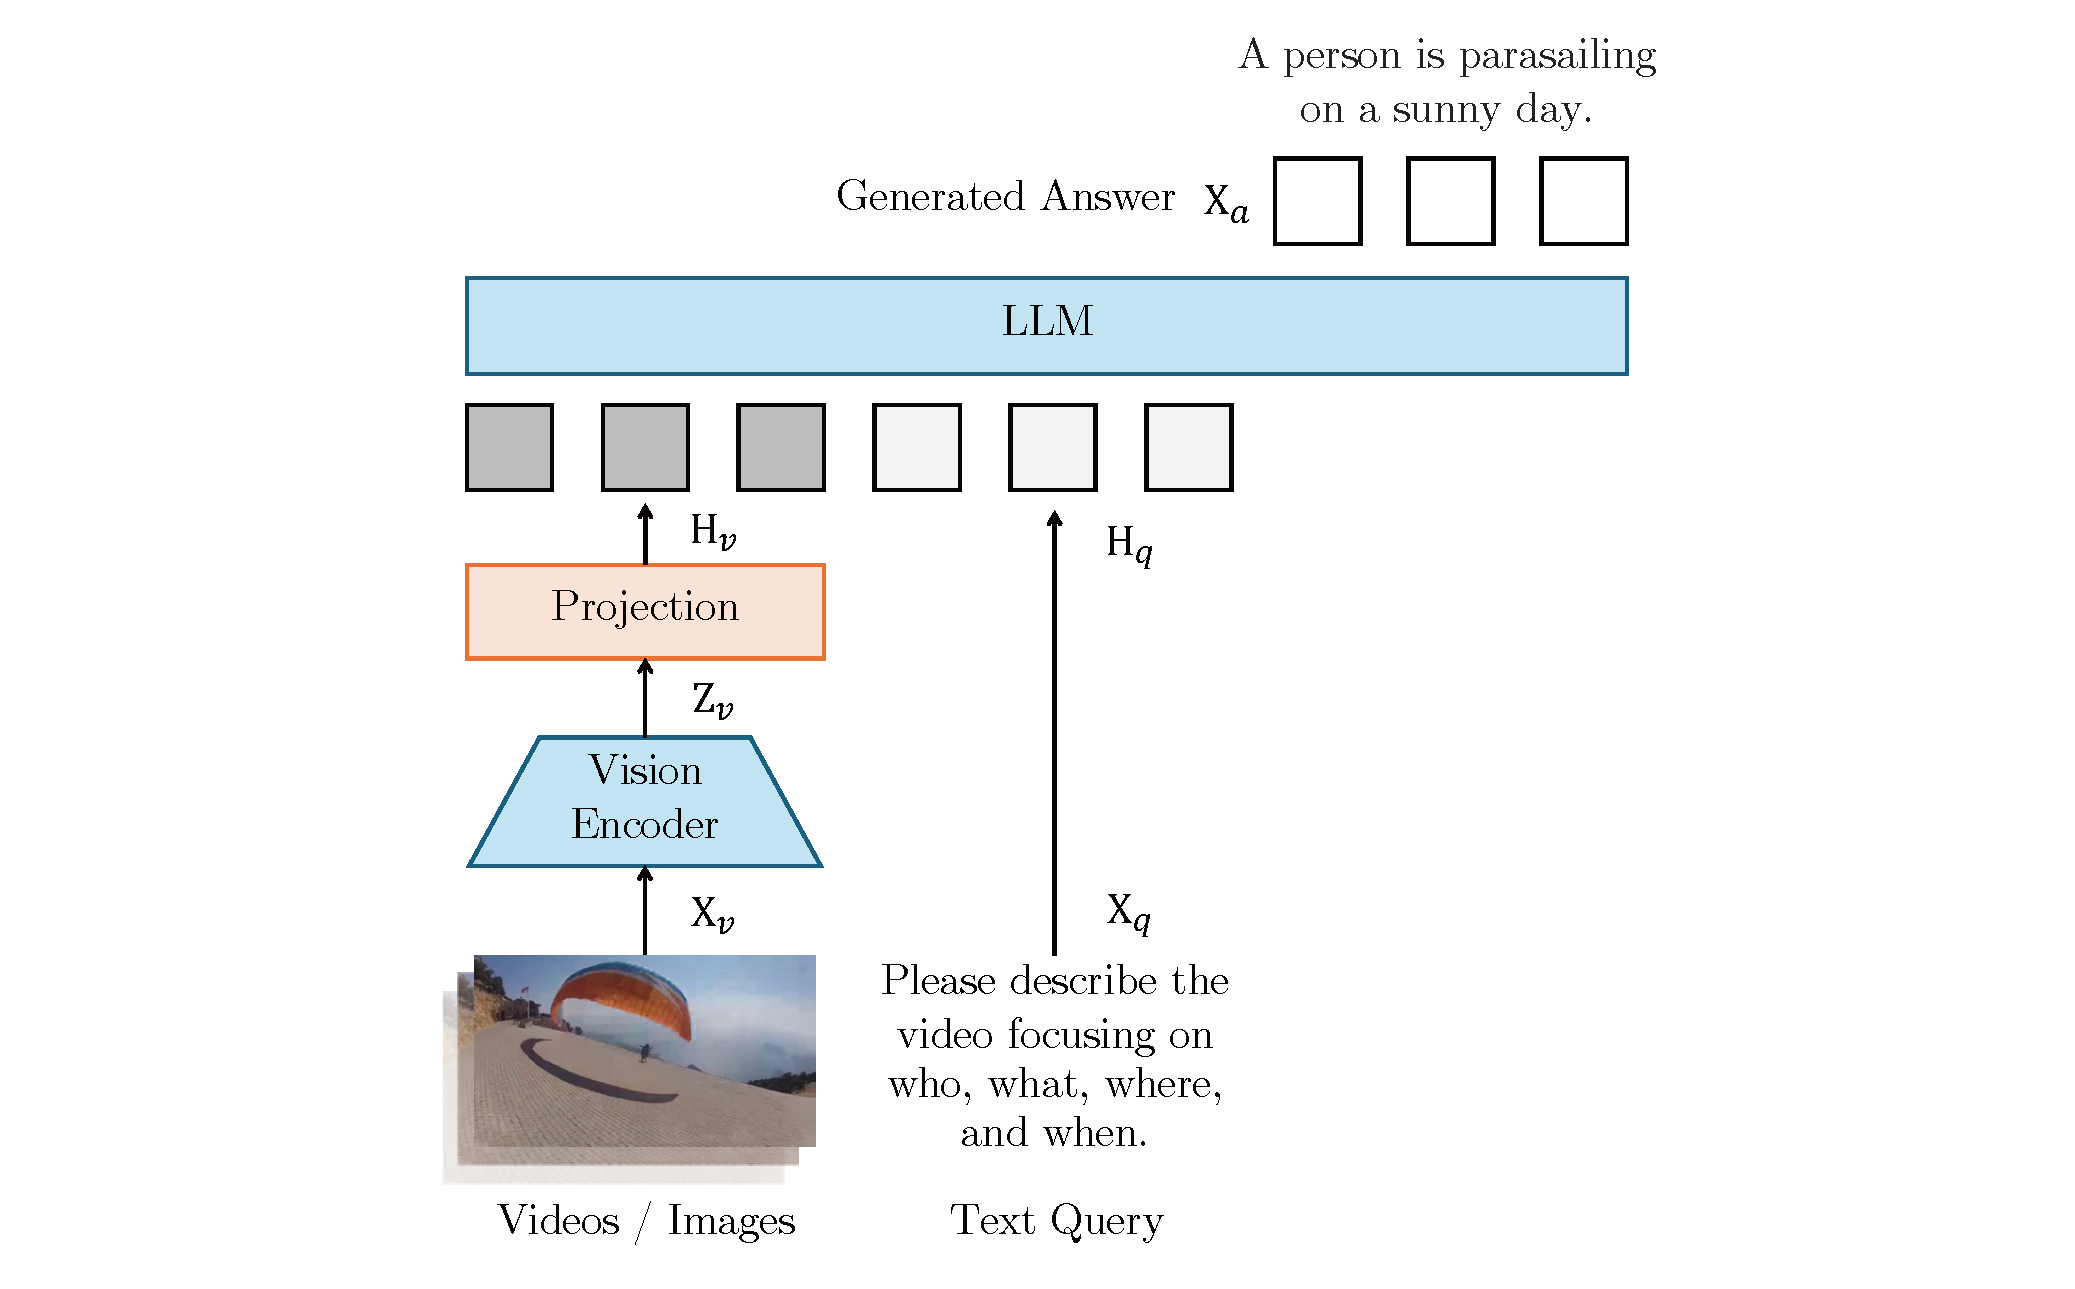 A person is parasailing
on a sunny day.
Generated Answer X_a
LLM
H_v
H_q
Projection
Z_v
Vision
Encoder
X_v
X_q
Please describe the
video focusing on
who, what, where,
and when.
Videos / Images
Text Query